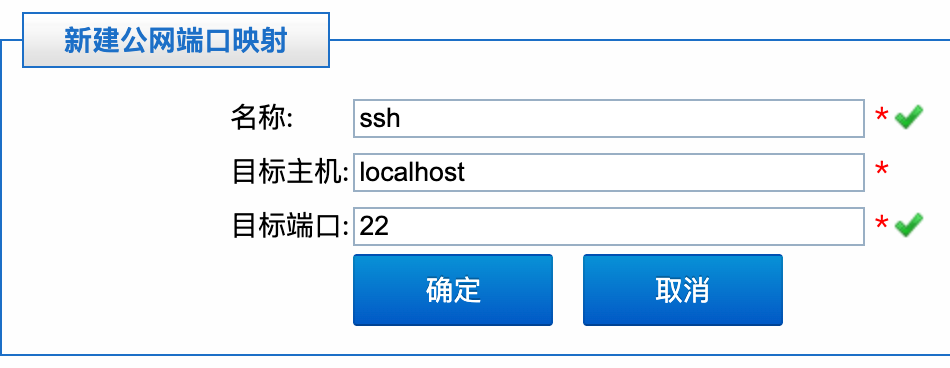 新建公网端口映射
名称: ssh *
目标主机: localhost *
目标端口: 22 *
确定 取消